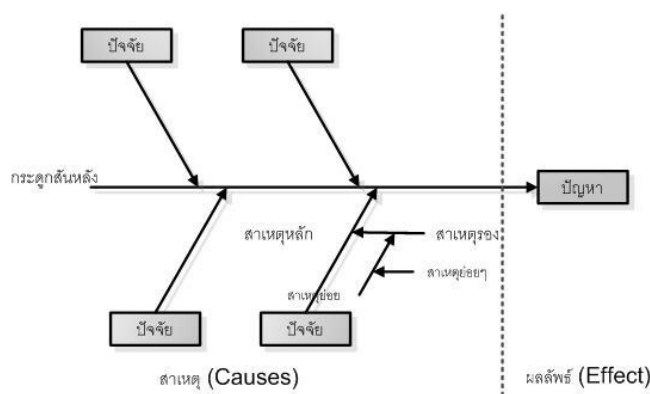 ปัจจัย
ปัจจัย
กระดูกสันหลัง
ปัญหา
สาเหตุหลัก
สาเหตุรอง
สาเหตุย่อยๆ
สาเหตุย่อย
ปัจจัย
ปัจจัย
สาเหตุ (Causes)
ผลลัพธ์ (Effect)